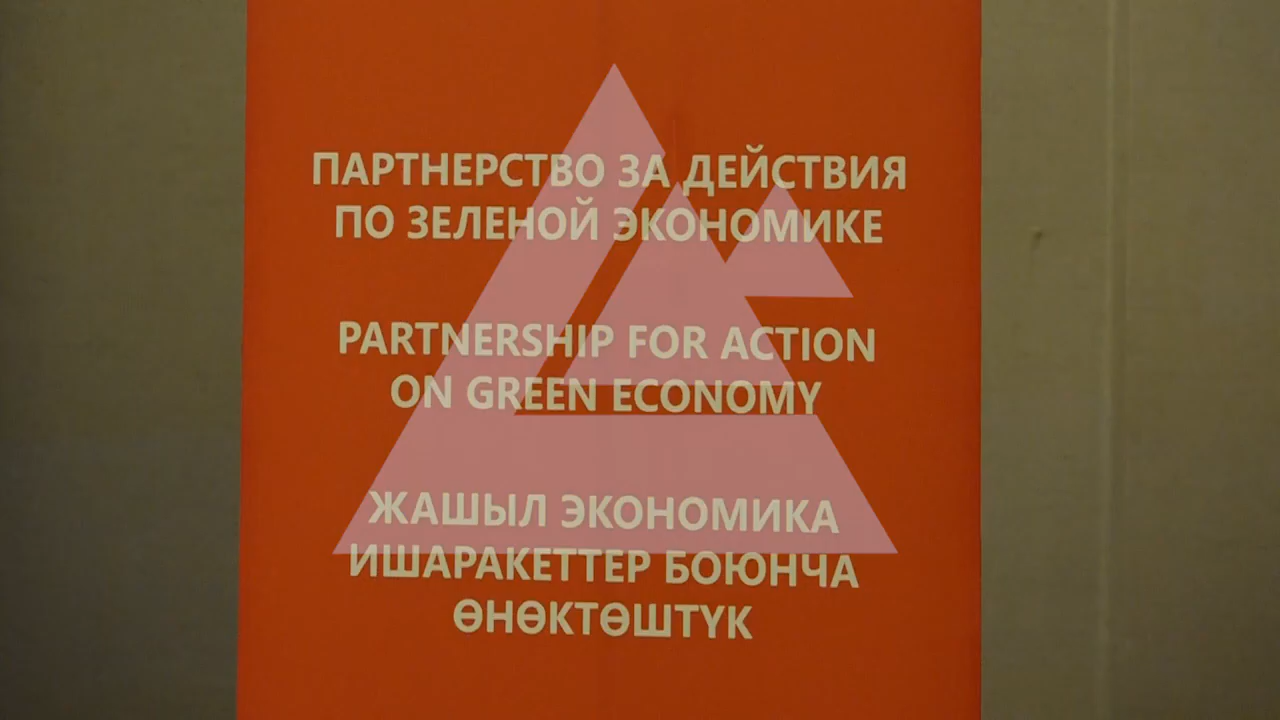 ПАРТНЕРСТВО ЗА ДЕЙСТВИЯ
ПО ЗЕЛЕНОЙ ЭКОНОМИКЕ
PARTNERSHIP FOR ACTION
ON GREEN ECONOMY
ЖАШЫЛ ЭКОНОМИКА
ИШАРАКЕТТЕР БОЮНЧА
ӨНӨКТӨШТҮК